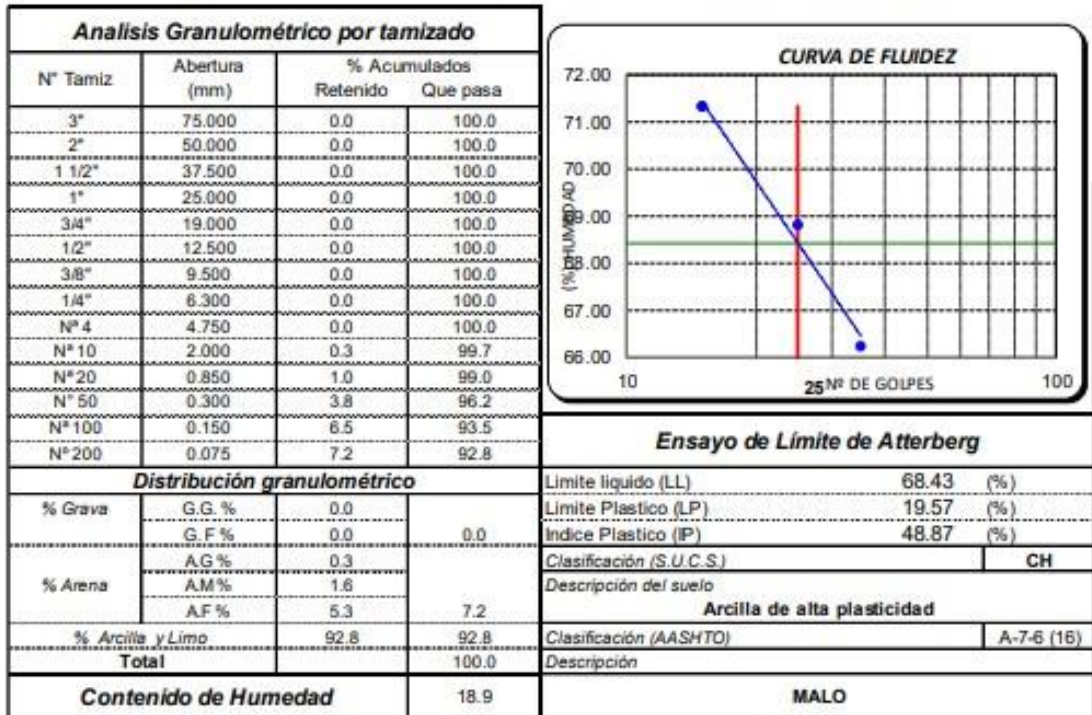 Analisis Granulométrico por tamizado
N° Tamiz Abertura (mm) % Acumulados
Retenido Que pasa
3" 75.000 0.0 100.0
2" 50.000 0.0 100.0
1 1/2" 37.500 0.0 100.0
1" 25.000 0.0 100.0
3/4" 19.000 0.0 100.0
1/2" 12.500 0.0 100.0
3/8" 9.500 0.0 100.0
1/4" 6.300 0.0 100.0
Nª 4 4.750 0.0 100.0
Nª 10 2.000 0.3 99.7
Nª 20 0.850 1.0 99.0
N° 50 0.300 3.8 96.2
Nª 100 0.150 6.5 93.5
Nª 200 0.075 7.2 92.8
Distribución granulométrico
% Grava G.G. % 0.0
G. F % 0.0 0.0
A.G % 0.3
% Arena A.M % 1.6
A.F % 5.3 7.2
% Arcilla y Limo 92.8 92.8
Total 100.0
Contenido de Humedad 18.9
CURVA DE FLUIDEZ
72.00
71.00
70.00
69.00
68.00
67.00
66.00
(%) HUMEDAD
10 25 Nº DE GOLPES 100
Ensayo de Límite de Atterberg
Limite liquido (LL) 68.43 (%)
Limite Plastico (LP) 19.57 (%)
Indice Plastico (IP) 48.87 (%)
Clasificación (S.U.C.S.) CH
Descripción del suelo
Arcilla de alta plasticidad
Clasificación (AASHTO) A-7-6 (16)
Descripción
MALO